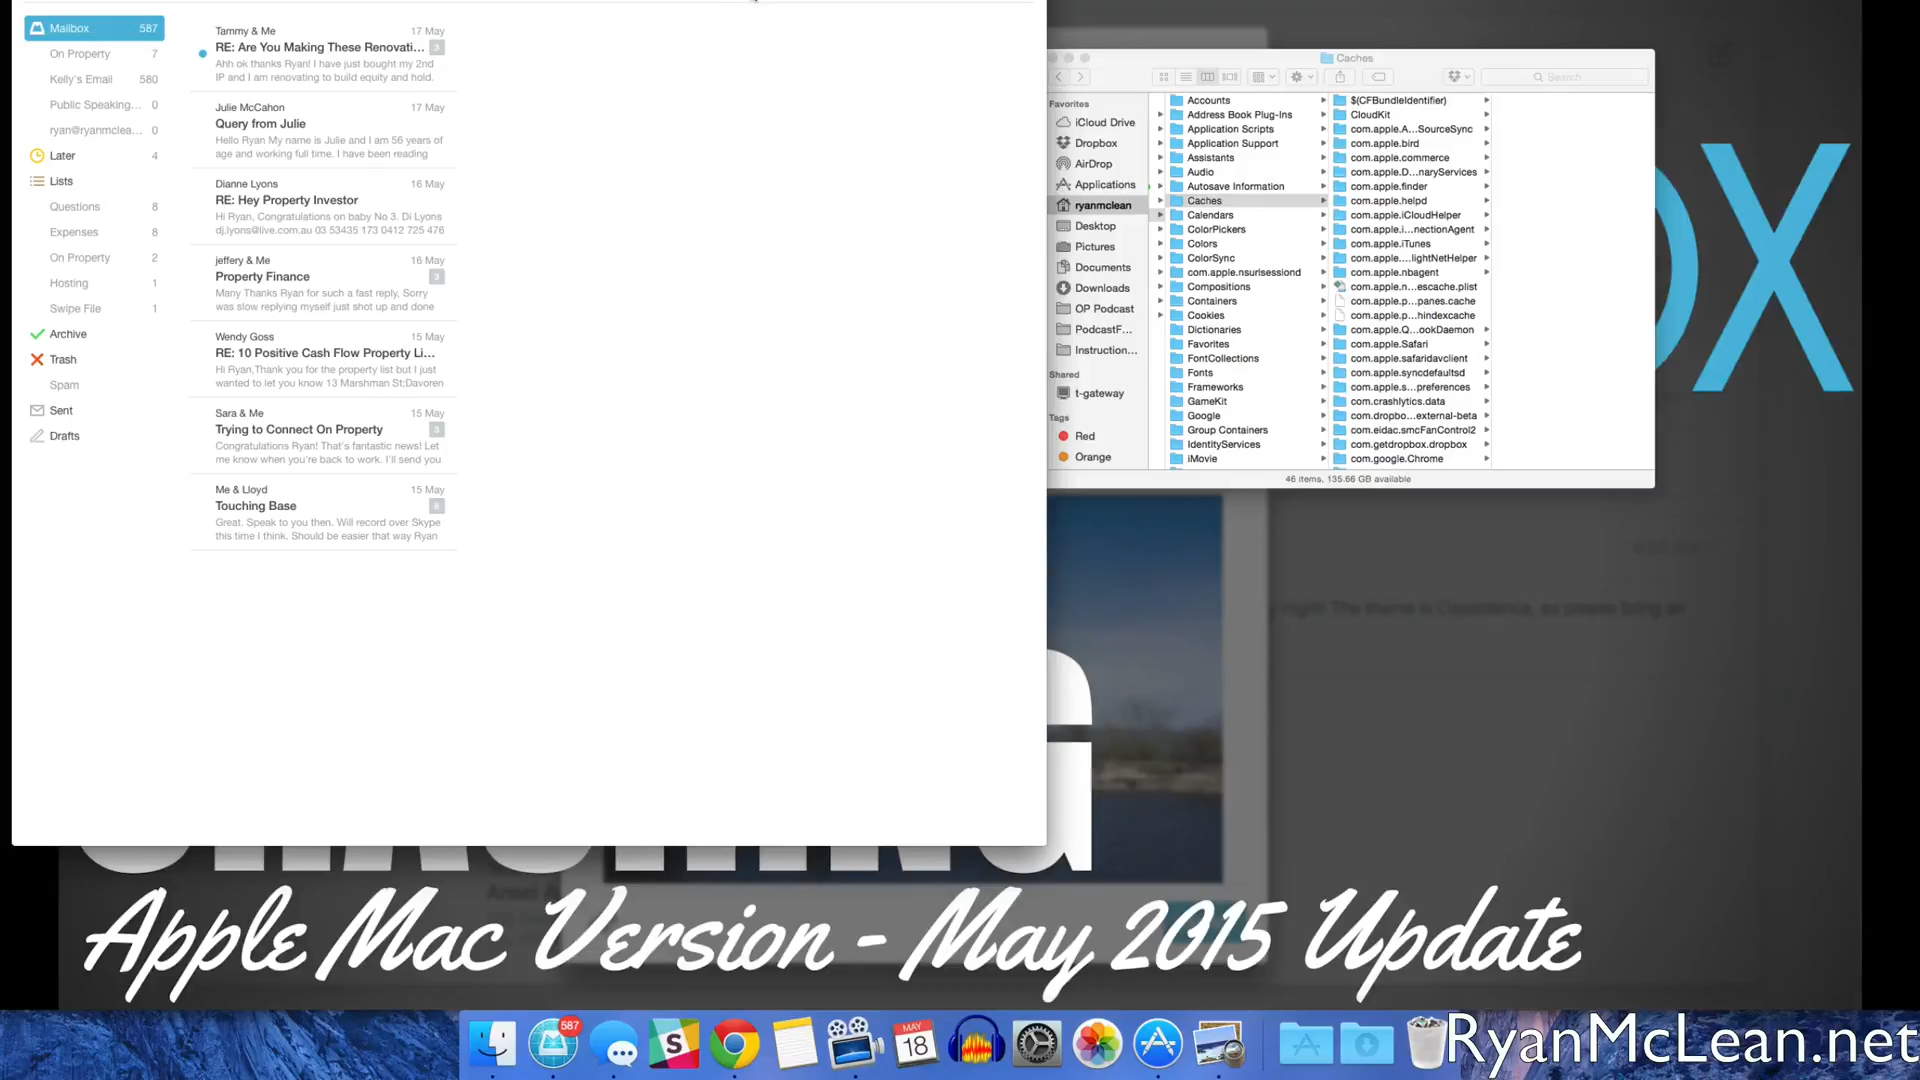 Mailbox 587
On Property 7
Kelly's Email 580
Public Speaking... 0
ryan@ryanmclea... 0
Later 4
Lists
Questions 8
Expenses 8
On Property 2
Hosting 1
Swipe File 1
Archive
Trash
Spam
Sent
Drafts
Tammy & Me 17 May
RE: Are You Making These Renovati... 3
Ahh ok thanks Ryan! I have just bought my 2nd
IP and I am renovating to build equity and hold.
Julie McCahon 17 May
Query from Julie
Hello Ryan My name is Julie and I am 56 years of
age and working full time. I have been reading
Dianne Lyons 16 May
RE: Hey Property Investor
Hi Ryan, Congratulations on baby No 3. Di Lyons
dj.lyons@live.com.au 03 53435 173 0412 725 476
jeffery & Me 16 May
Property Finance 3
Many Thanks Ryan for such a fast reply, Sorry
was slow replying myself just shot up and done
Wendy Goss 15 May
RE: 10 Positive Cash Flow Property Li...
Hi Ryan,Thank you for the property list but I just
wanted to let you know 13 Marshman St;Davoren
Sara & Me 15 May
Trying to Connect On Property 3
Congratulations Ryan! That's fantastic news! Let
me know when you're back to work. I'll send you
Me & Lloyd 15 May
Touching Base
Great. Speak to you then. Will record over Skype
this time I think. Should be easier that way Ryan
Caches
Search
Favorites
iCloud Drive
Dropbox
AirDrop
Applications
ryanmclean
Desktop
Pictures
Documents
Downloads
OP Podcast
PodcastF...
Instruction...
Shared
t-gateway
Tags
Red
Orange
Accounts
Address Book Plug-Ins
Application Scripts
Application Support
Assistants
Audio
Autosave Information
Caches
Calendars
ColorPickers
Colors
ColorSync
com.apple.nsurlsessiond
Compositions
Containers
Cookies
Dictionaries
Favorites
FontCollections
Fonts
Frameworks
GameKit
Google
Group Containers
IdentityServices
iMovie
$(CFBundleIdentifier)
CloudKit
com.apple.A...SourceSync
com.apple.bird
com.apple.commerce
com.apple.D...naryServices
com.apple.finder
com.apple.helpd
com.apple.iCloudHelper
com.apple.i...nectionAgent
com.apple.iTunes
com.apple....lightNetHelper
com.apple.nbagent
com.apple.n...escache.plist
com.apple.p...panes.cache
com.apple.p...hindexcache
com.apple.Q...ookDaemon
com.apple.Safari
com.apple.safaridavclient
com.apple.syncdefaultsd
com.apple.s...preferences
com.crashlytics.data
com.dropbo...external-beta
com.eidac.smcFanControl2
com.getdropbox.dropbox
com.google.Chrome
46 items, 135.66 GB available
OX
G
night! The theme is Casablanca, so please bring an
Apple Mac Version - May 2015 Update
587
MAY
18
RyanMcLean.net